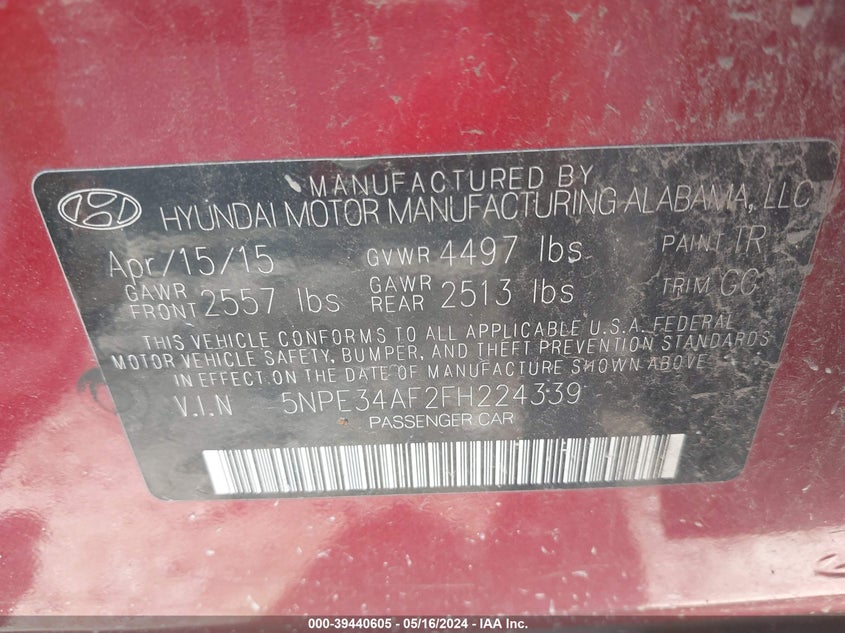 MANUFACTURED BY
HYUNDAI MOTOR MANUFACTURING ALABAMA, LLC
Apr/15/15 GVWR 4497 lbs PAINT TR
GAWR FRONT 2557 lbs GAWR REAR 2513 lbs TRIM GC
THIS VEHICLE CONFORMS TO ALL APPLICABLE U.S.A. FEDERAL
MOTOR VEHICLE SAFETY, BUMPER, AND THEFT PREVENTION STANDARDS
IN EFFECT ON THE DATE OF MANUFACTURE SHOWN ABOVE
V.I.N 5NPE34AF2FH224339
PASSENGER CAR
000-39440605 - 05/16/2024 - IAA Inc.